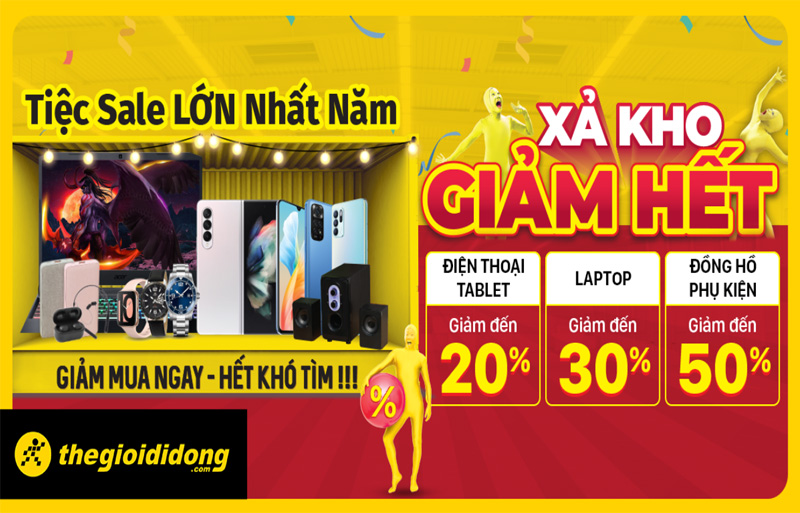 Tiệc Sale LỚN Nhất Năm
GIẢM MUA NGAY - HẾT KHÓ TÌM !!!
thegioididong
.com
XẢ KHO
GIẢM HẾT
ĐIỆN THOẠI
TABLET
Giảm đến
20%
LAPTOP
Giảm đến
30%
ĐỒNG HỒ
PHỤ KIỆN
Giảm đến
50%
%